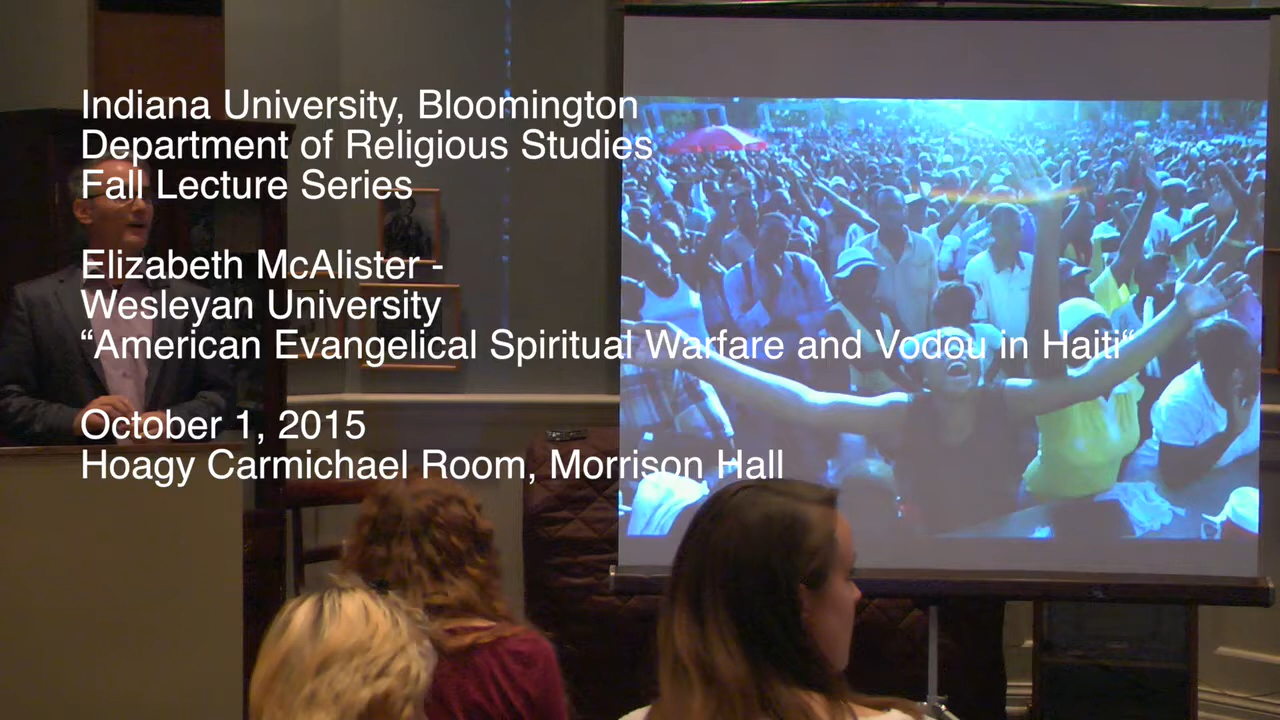 Indiana University, Bloomington
Department of Religious Studies
Fall Lecture Series
Elizabeth McAlister -
Wesleyan University
“American Evangelical Spiritual Warfare and Vodou in Haiti“
October 1, 2015
Hoagy Carmichael Room, Morrison Hall